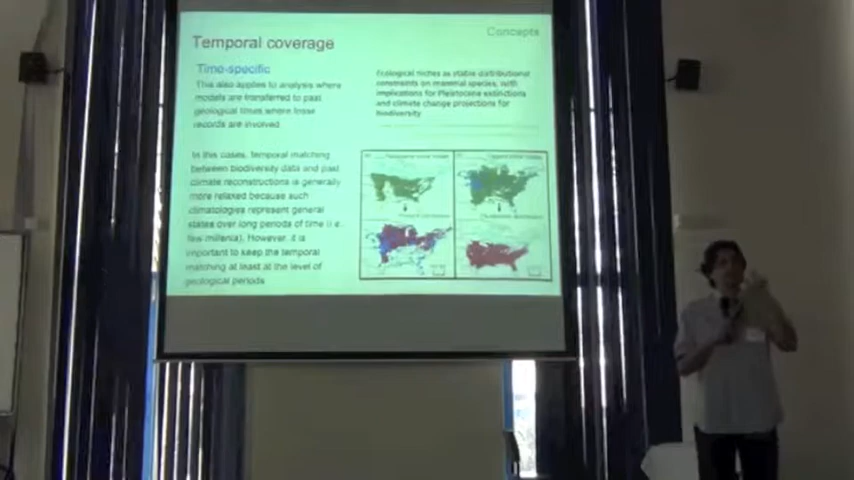 Concepts
Temporal coverage
Time-specific
This also applies to analysis where
models are transferred to past
geological times where
records are involved.
In this cases, temporal matching
between biodiversity data and past
climate reconstructions is generally
more relaxed because such
climatologies represent general
states over long periods of time (i.e.
few millenia). However, it is
important to keep the temporal
matching at least at the level of
geological periods
Ecological niches as stable distributional
constraints on mammal species, with
implications for Pleistocene extinctions
and climate change projections for
biodiversity